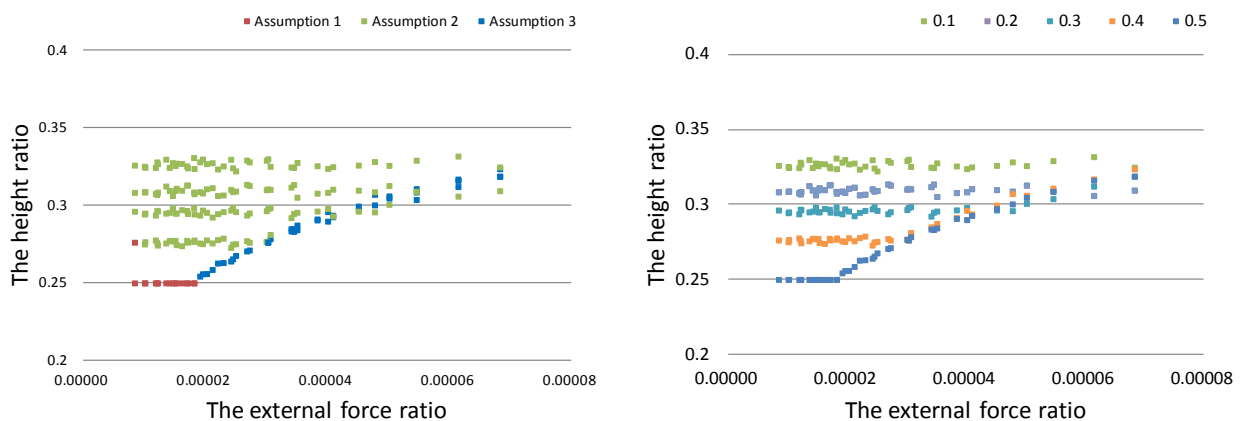 Assumption 1 Assumption 2 Assumption 3
0.4
0.35
0.3
0.25
0.2
The height ratio
0.00000 0.00002 0.00004 0.00006 0.00008
The external force ratio
0.1 0.2 0.3 0.4 0.5
0.4
0.35
0.3
0.25
0.2
The height ratio
0.00000 0.00002 0.00004 0.00006 0.00008
The external force ratio